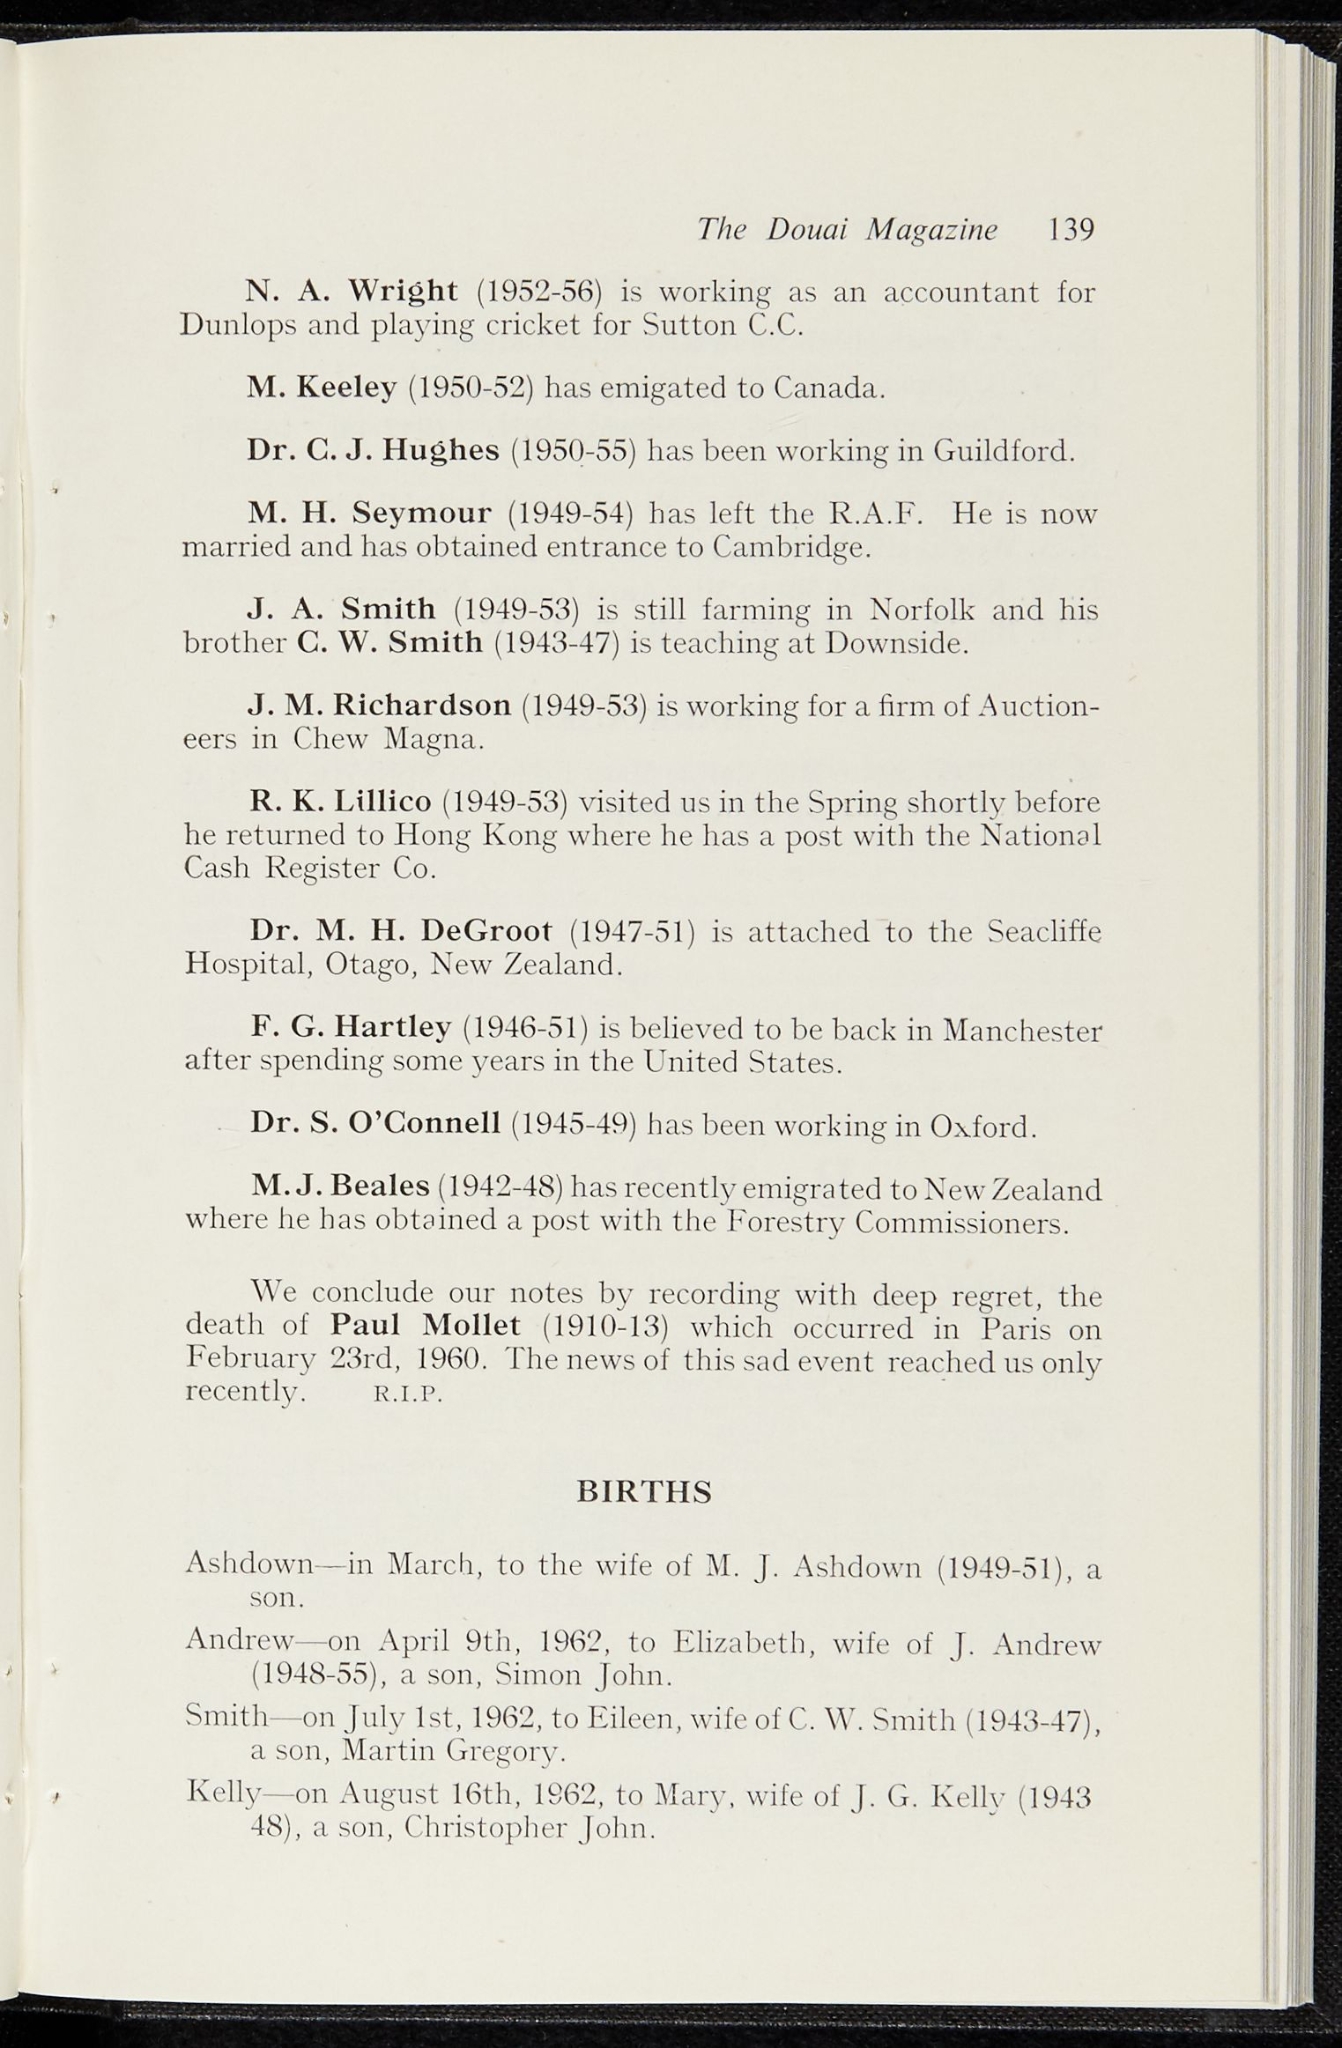 The Douai Magazine 139
N. A. Wright (1952-56) is working as an accountant for
Dunlops and playing cricket for Sutton C.C.
M. Keeley (1950-52) has emigated to Canada.
Dr. C. J. Hughes (1950-55) has been working in Guildford.
M. H. Seymour (1949-54) has left the R.A.F. He is now
married and has obtained entrance to Cambridge.
J. A. Smith (1949-53) is still farming in Norfolk and his
brother C. W. Smith (1943-47) is teaching at Downside.
J. M. Richardson (1949-53) is working for a firm of Auction-
eers in Chew Magna.
R. K. Lillico (1949-53) visited us in the Spring shortly before
he returned to Hong Kong where he has a post with the National
Cash Register Co.
Dr. M. H. DeGroot (1947-51) is attached to the Seacliffe
Hospital, Otago, New Zealand.
F. G. Hartley (1946-51) is believed to be back in Manchester
after spending some years in the United States.
Dr. S. O'Connell (1945-49) has been working in Oxford.
M. J. Beales (1942-48) has recently emigrated to New Zealand
where he has obtained a post with the Forestry Commissioners.
We conclude our notes by recording with deep regret, the
death of Paul Mollet (1910-13) which occurred in Paris on
February 23rd, 1960. The news of this sad event reached us only
recently. R.I.P.
BIRTHS
Ashdown—in March, to the wife of M. J. Ashdown (1949-51), a
son.
Andrew—on April 9th, 1962, to Elizabeth, wife of J. Andrew
(1948-55), a son, Simon John.
Smith—on July 1st, 1962, to Eileen, wife of C. W. Smith (1943-47),
a son, Martin Gregory.
Kelly—on August 16th, 1962, to Mary, wife of J. G. Kelly (1943
48), a son, Christopher John.